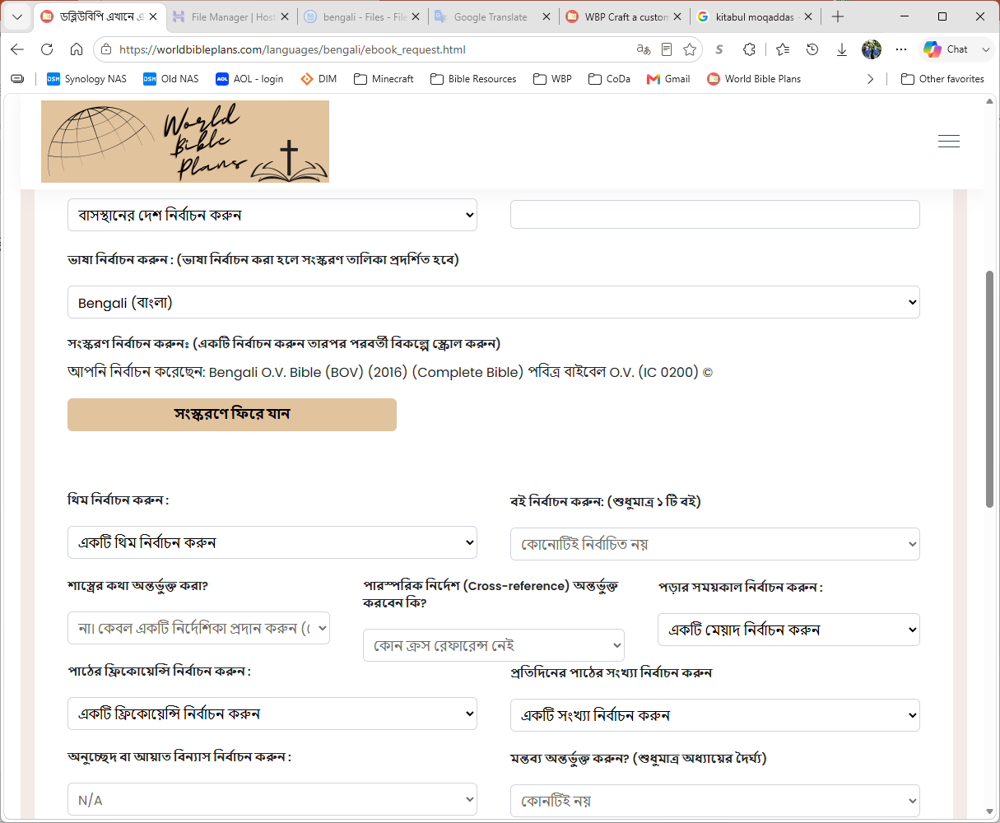 ডব্লিউবিপি এখানে
File Manager | Host
bengali - Files - File
Google Translate
WBP Craft a custom
kitabul moqaddas -
https://worldbibleplans.com/languages/bengali/ebook_request.html
Chat
Synology NAS
Old NAS
AOL - login
DIM
Minecraft
Bible Resources
WBP
CoDa
Gmail
World Bible Plans
Other favorites
World
Bible
Plans
বাসস্থানের দেশ নির্বাচন করুন
ভাষা নির্বাচন করুন : (ভাষা নির্বাচন করা হলে সংস্করণ তালিকা প্রদর্শিত হবে)
Bengali (বাংলা)
সংস্করণ নির্বাচন করুনঃ (একটি নির্বাচন করুন তারপর পরবর্তী বিকল্পে স্ক্রোল করুন)
আপনি নির্বাচন করেছেন: Bengali O.V. Bible (BOV) (2016) (Complete Bible) পবিত্র বাইবেল O.V. (IC 0200) ©
সংস্করণে ফিরে যান
থিম নির্বাচন করুন :
বই নির্বাচন করুন: (শুধুমাত্র ১ টি বই)
একটি থিম নির্বাচন করুন
কোনোটিই নির্বাচিত নয়
শাস্ত্রের কথা অন্তর্ভুক্ত করা?
পারস্পরিক নির্দেশ (Cross-reference) অন্তর্ভুক্ত
করবেন কি?
পড়ার সময়কাল নির্বাচন করুন :
না। কেবল একটি নির্দেশিকা প্রদান করুন (
কোন ক্রস রেফারেন্স নেই
একটি মেয়াদ নির্বাচন করুন
পাঠের ফ্রিকোয়েন্সি নির্বাচন করুন :
প্রতিদিনের পাঠের সংখ্যা নির্বাচন করুন
একটি ফ্রিকোয়েন্সি নির্বাচন করুন
একটি সংখ্যা নির্বাচন করুন
অনুচ্ছেদ বা আয়াত বিন্যাস নির্বাচন করুন :
মন্তব্য অন্তর্ভুক্ত করুন? (শুধুমাত্র অধ্যায়ের দৈর্ঘ্য)
N/A
কোনটিই নয়